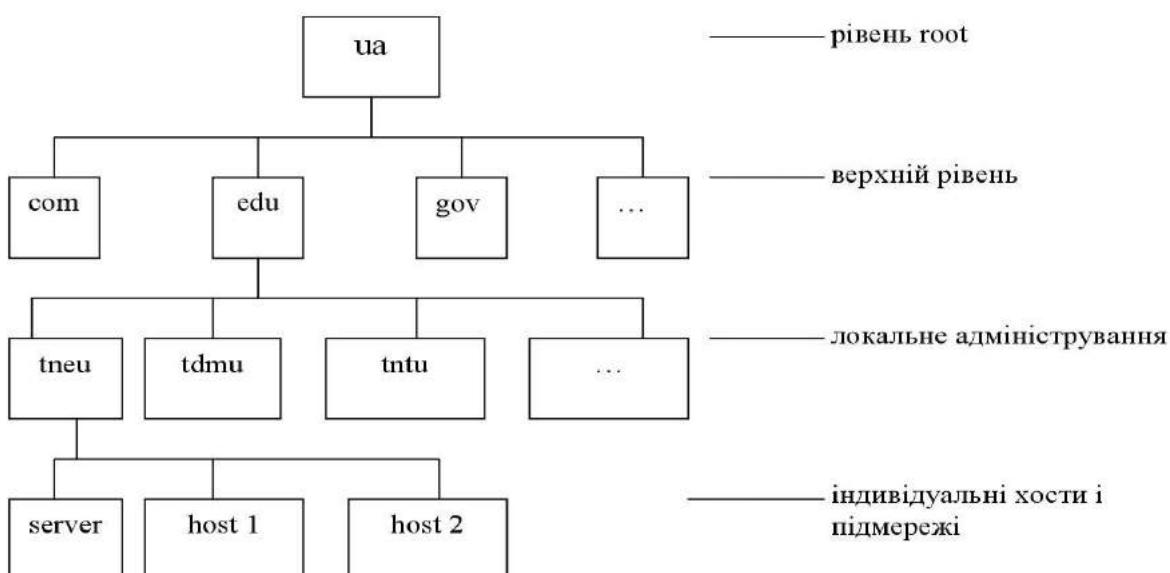 ua
рівень root
com
edu
gov
...
верхній рівень
tneu
tdmu
tntu
...
локальне адміністрування
server
host 1
host 2
індивідуальні хости і
підмережі